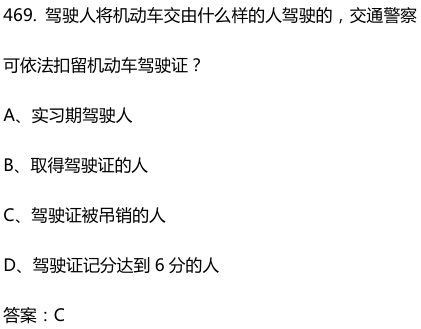 469. 驾驶人将机动车交由什么样的人驾驶的，交通警察
可依法扣留机动车驾驶证？
A、实习期驾驶人
B、取得驾驶证的人
C、驾驶证被吊销的人
D、驾驶证记分达到 6 分的人
答案：C